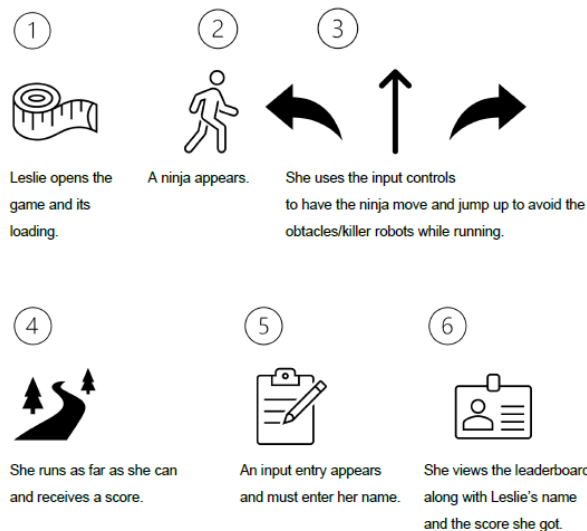 1
2
3
Leslie opens the
game and its
loading.
A ninja appears.
She uses the input controls
to have the ninja move and jump up to avoid the
obstacles/killer robots while running.
4
5
6
She runs as far as she can
and receives a score.
An input entry appears
and must enter her name.
She views the leaderboard
along with Leslie's name
and the score she got.